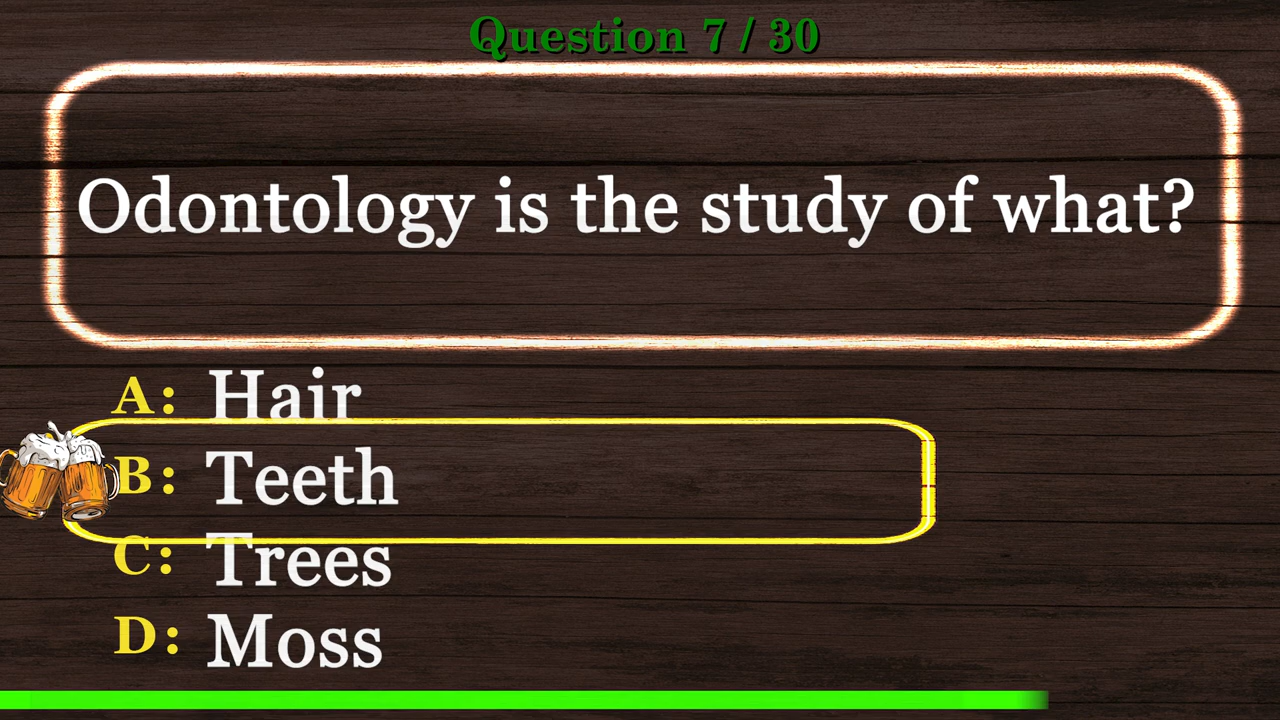 Question 7 / 30
Odontology is the study of what?
A: Hair
B: Teeth
C: Trees
D: Moss